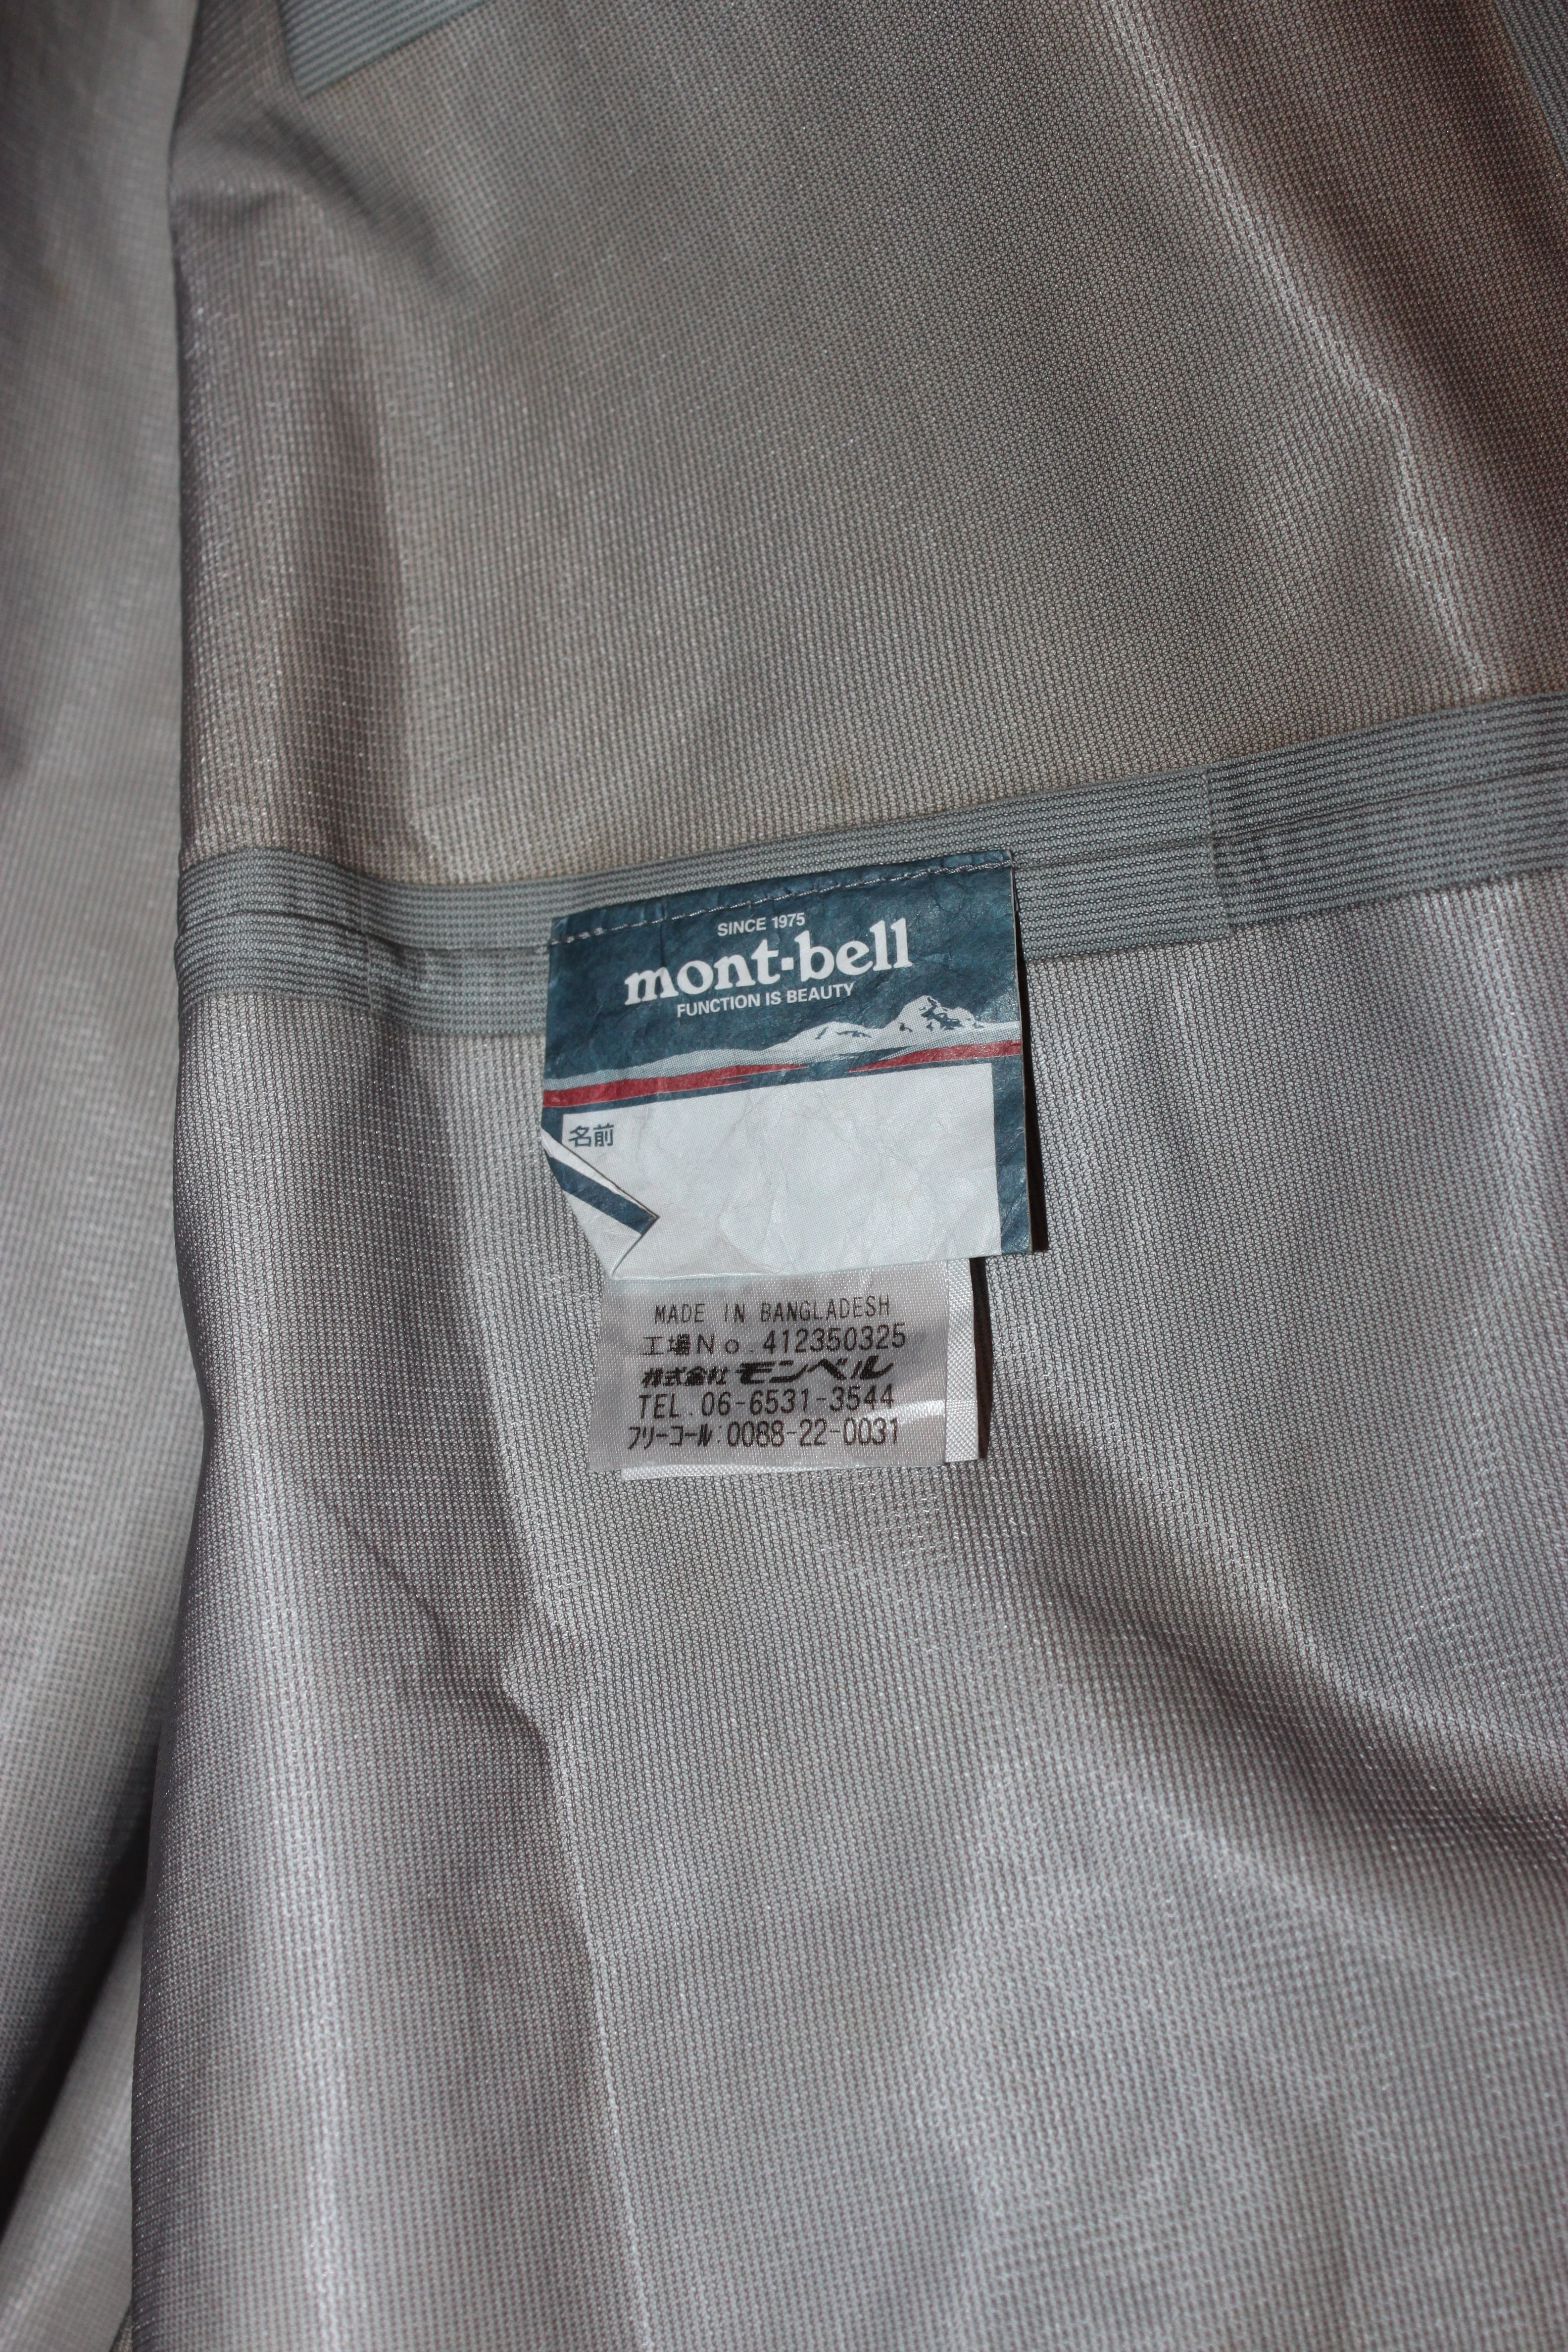 SINCE 1975
mont-bell
FUNCTION IS BEAUTY
名前
MADE IN BANGLADESH
工場No.412350325
株式会社モンベル
TEL.06-6531-3544
フリーコール:0088-22-0031